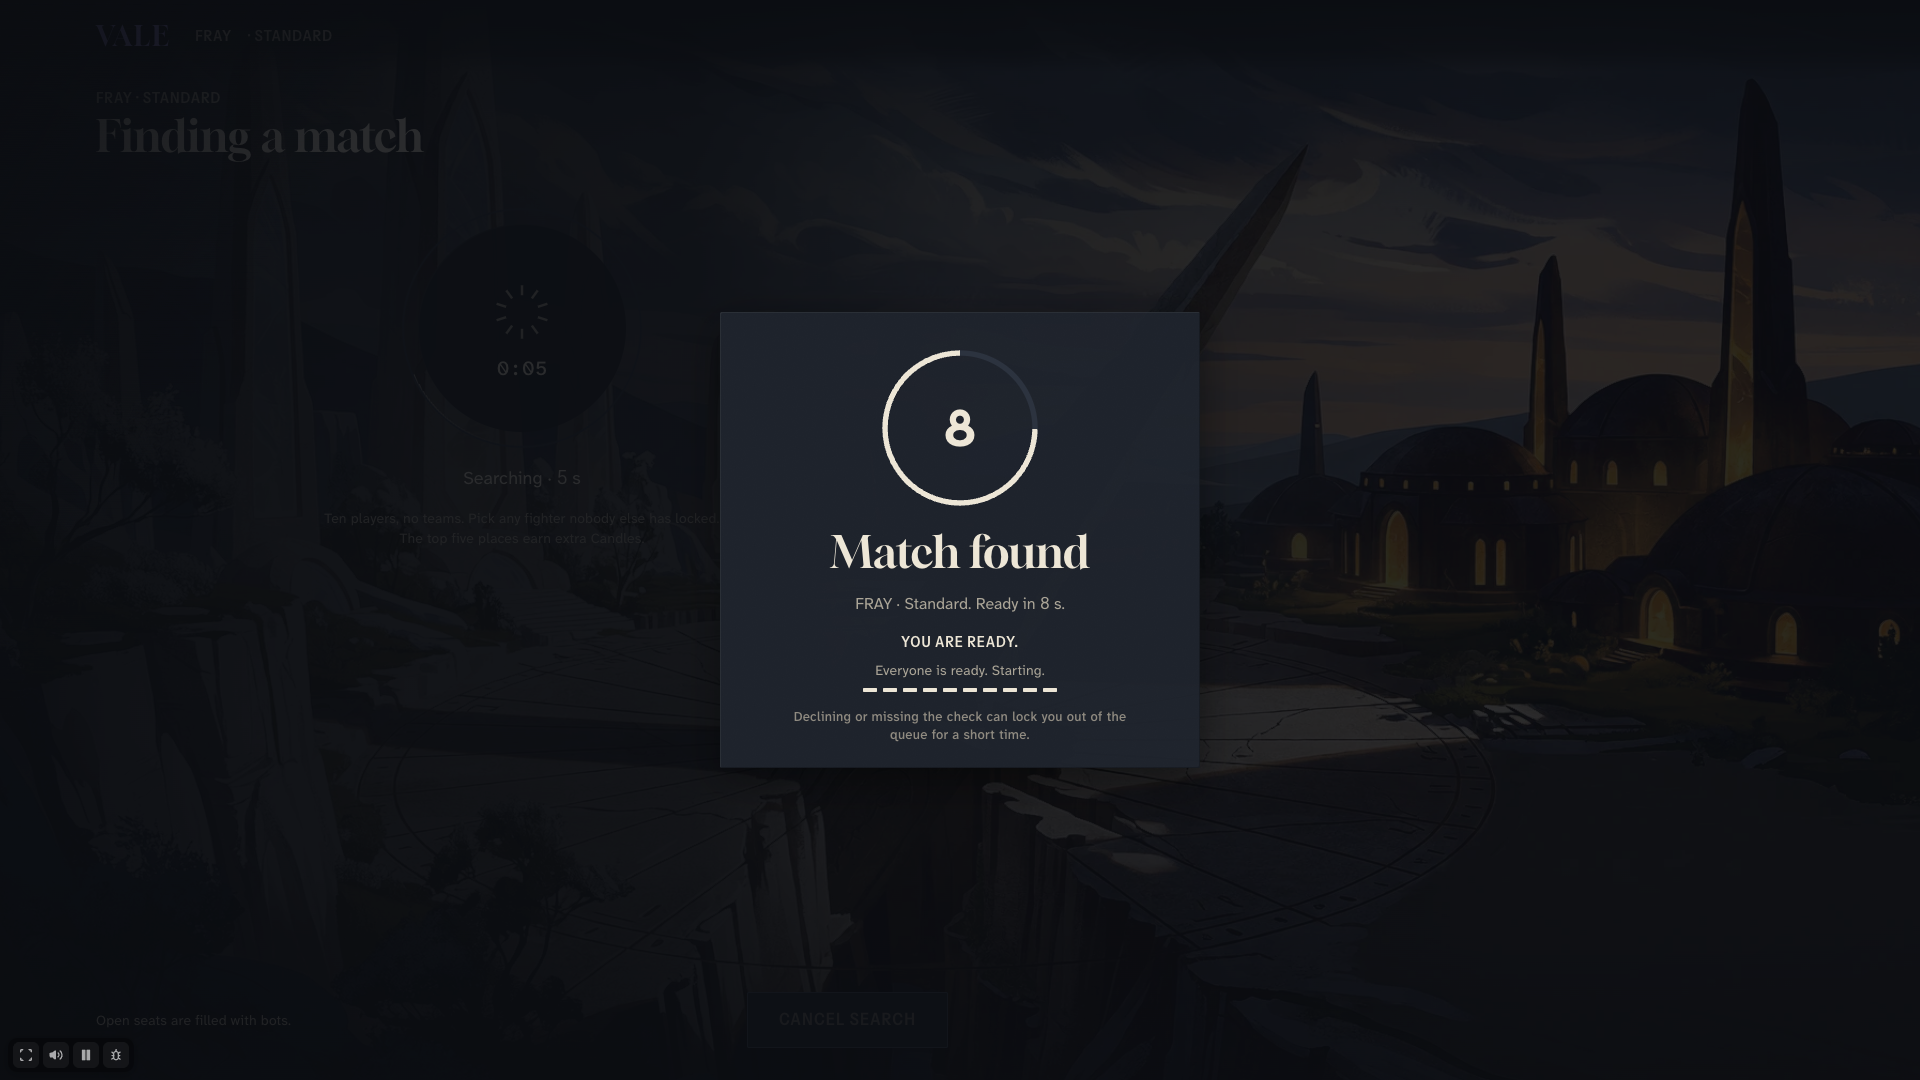 VALE FRAY · STANDARD
FRAY · STANDARD
Finding a match
0:05
Searching · 5 s
Ten players, no teams. Pick any fighter nobody else has locked.
The top five places earn extra Candles.
8
Match found
FRAY · Standard. Ready in 8 s.
YOU ARE READY.
Everyone is ready. Starting.
Declining or missing the check can lock you out of the
queue for a short time.
Open seats are filled with bots.
CANCEL SEARCH